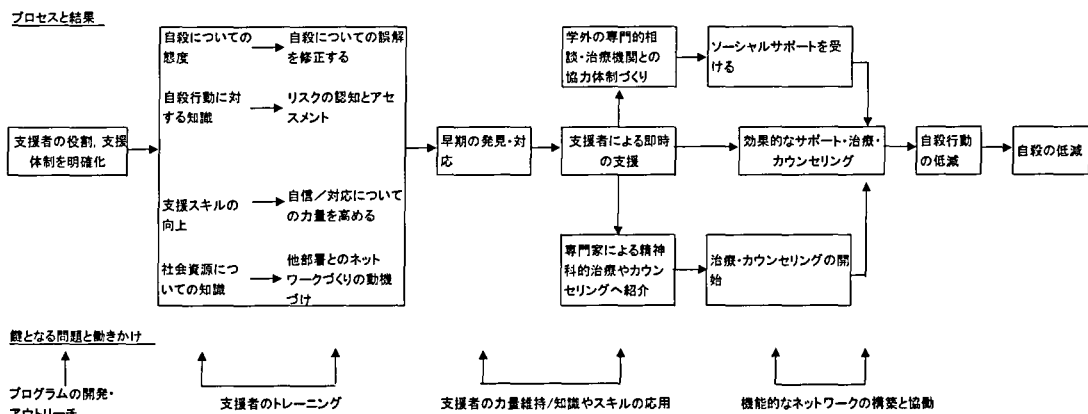 プロセスと結果
自殺についての
態度
自殺についての誤解
を修正する
自殺行動に対
する知識
リスクの認知とアセ
スメント
支援スキルの
向上
自信/対応について
の力量を高める
社会資源につ
いての知識
他部署とのネット
ワークづくりの動機
づけ
支援者の役割,支援
体制を明確化
早期の発見・対
応
学外の専門的相
談・治療機関との
協力体制づくり
ソーシャルサポートを受
ける
支援者による即時
の支援
効果的なサポート・治療・
カウンセリング
自殺行動
の低減
自殺の低減
専門家による精神
科的治療やカウン
セリングへ紹介
治療・カウンセリングの開
始
鍵となる問題と働きかけ
プログラムの開発・
アウトリーチ
支援者のトレーニング
支援者の力量維持/知識やスキルの応用
機能的なネットワークの構築と協働